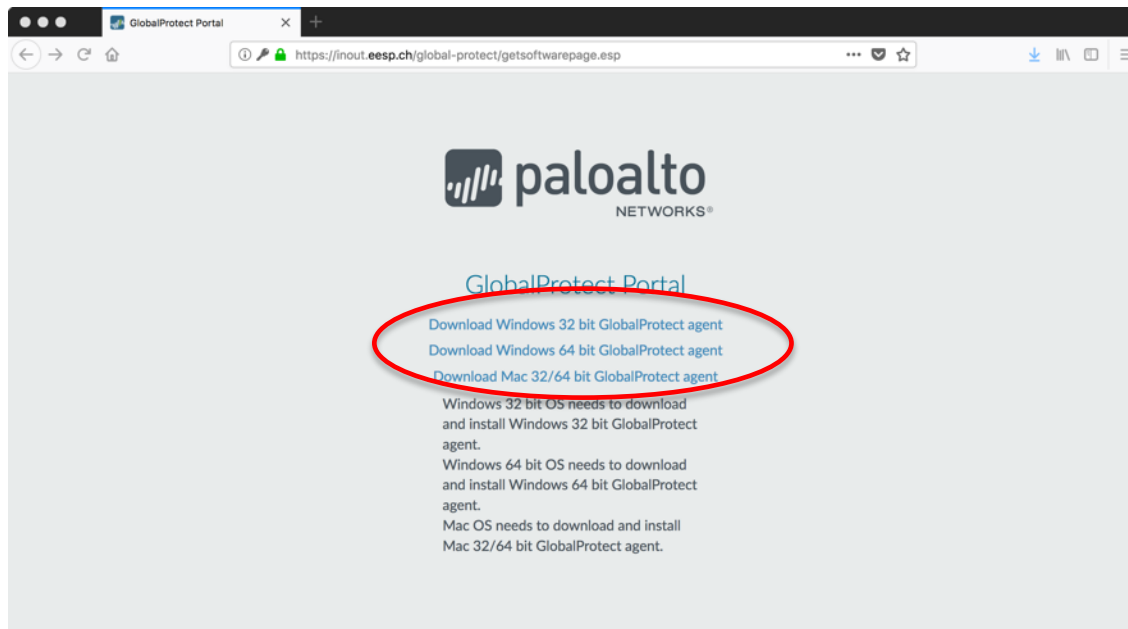 GlobalProtect Portal
https://inout.eesp.ch/global-protect/getsoftwarepage.esp
paloalto
NETWORKS®
GlobalProtect Portal
Download Windows 32 bit GlobalProtect agent
Download Windows 64 bit GlobalProtect agent
Download Mac 32/64 bit GlobalProtect agent
Windows 32 bit OS needs to download
and install Windows 32 bit GlobalProtect
agent.
Windows 64 bit OS needs to download
and install Windows 64 bit GlobalProtect
agent.
Mac OS needs to download and install
Mac 32/64 bit GlobalProtect agent.